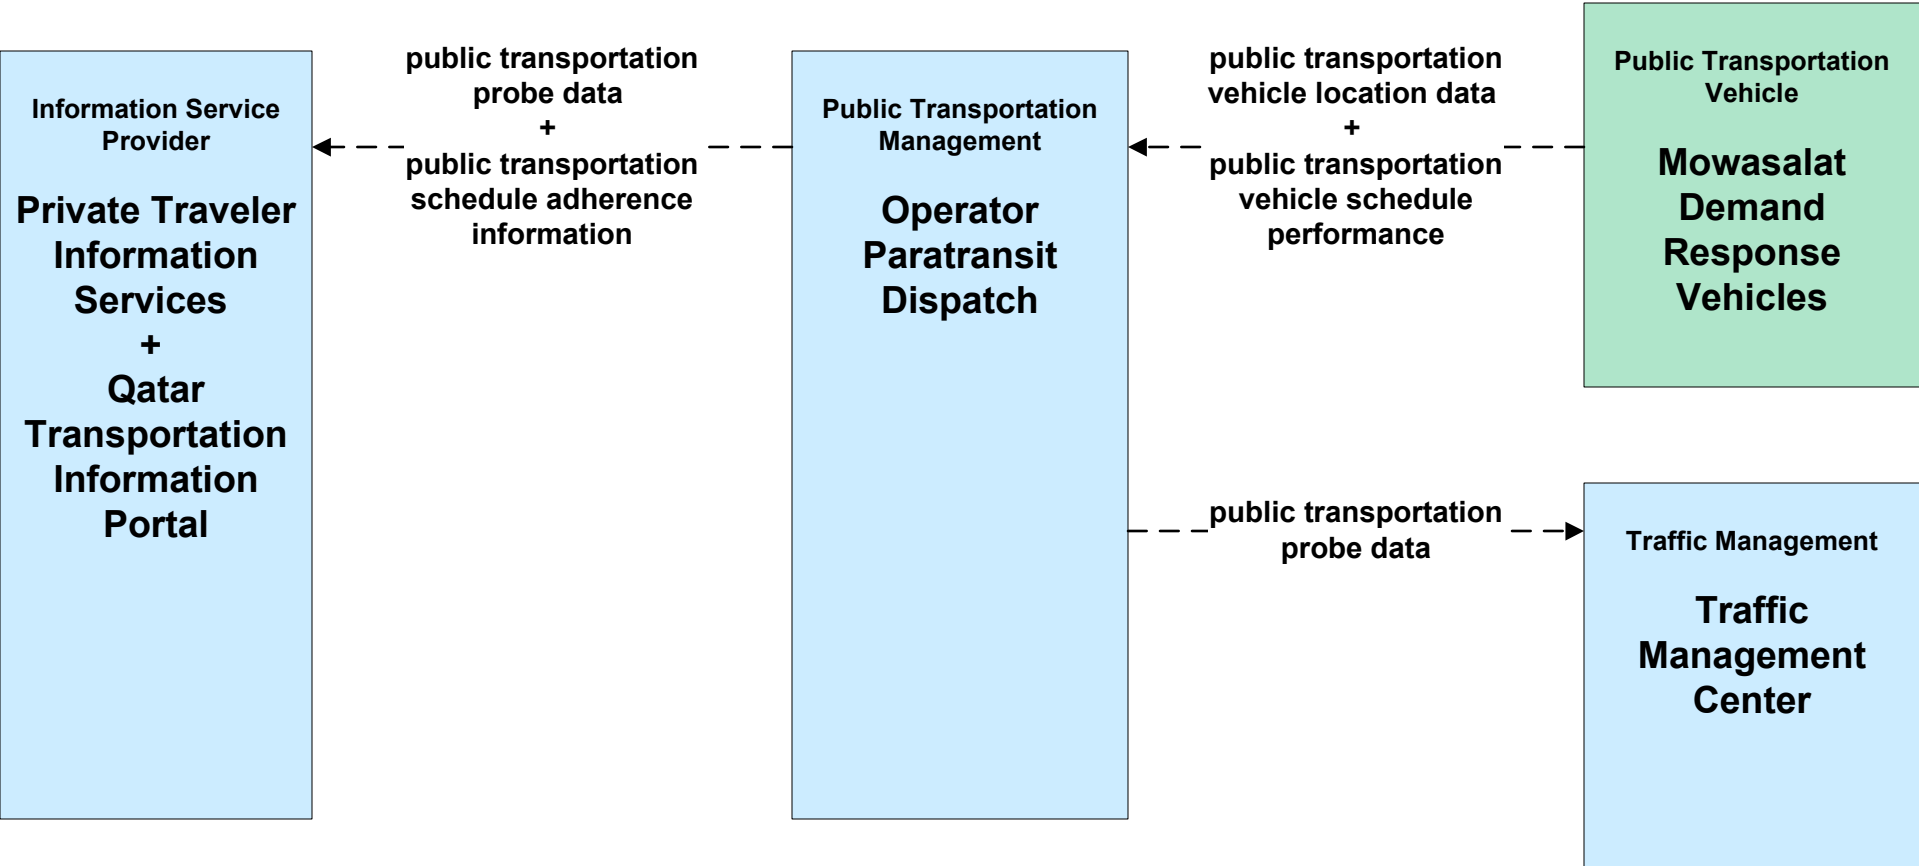 Information Service
Provider
Private Traveler
Information
Services
+
Qatar
Transportation
Information
Portal
public transportation
probe data
+
public transportation
schedule adherence
information
Public Transportation
Management
Operator
Paratransit
Dispatch
public transportation
vehicle location data
+
public transportation
vehicle schedule
performance
Public Transportation
Vehicle
Mowasalat
Demand
Response
Vehicles
public transportation
probe data
Traffic Management
Traffic
Management
Center